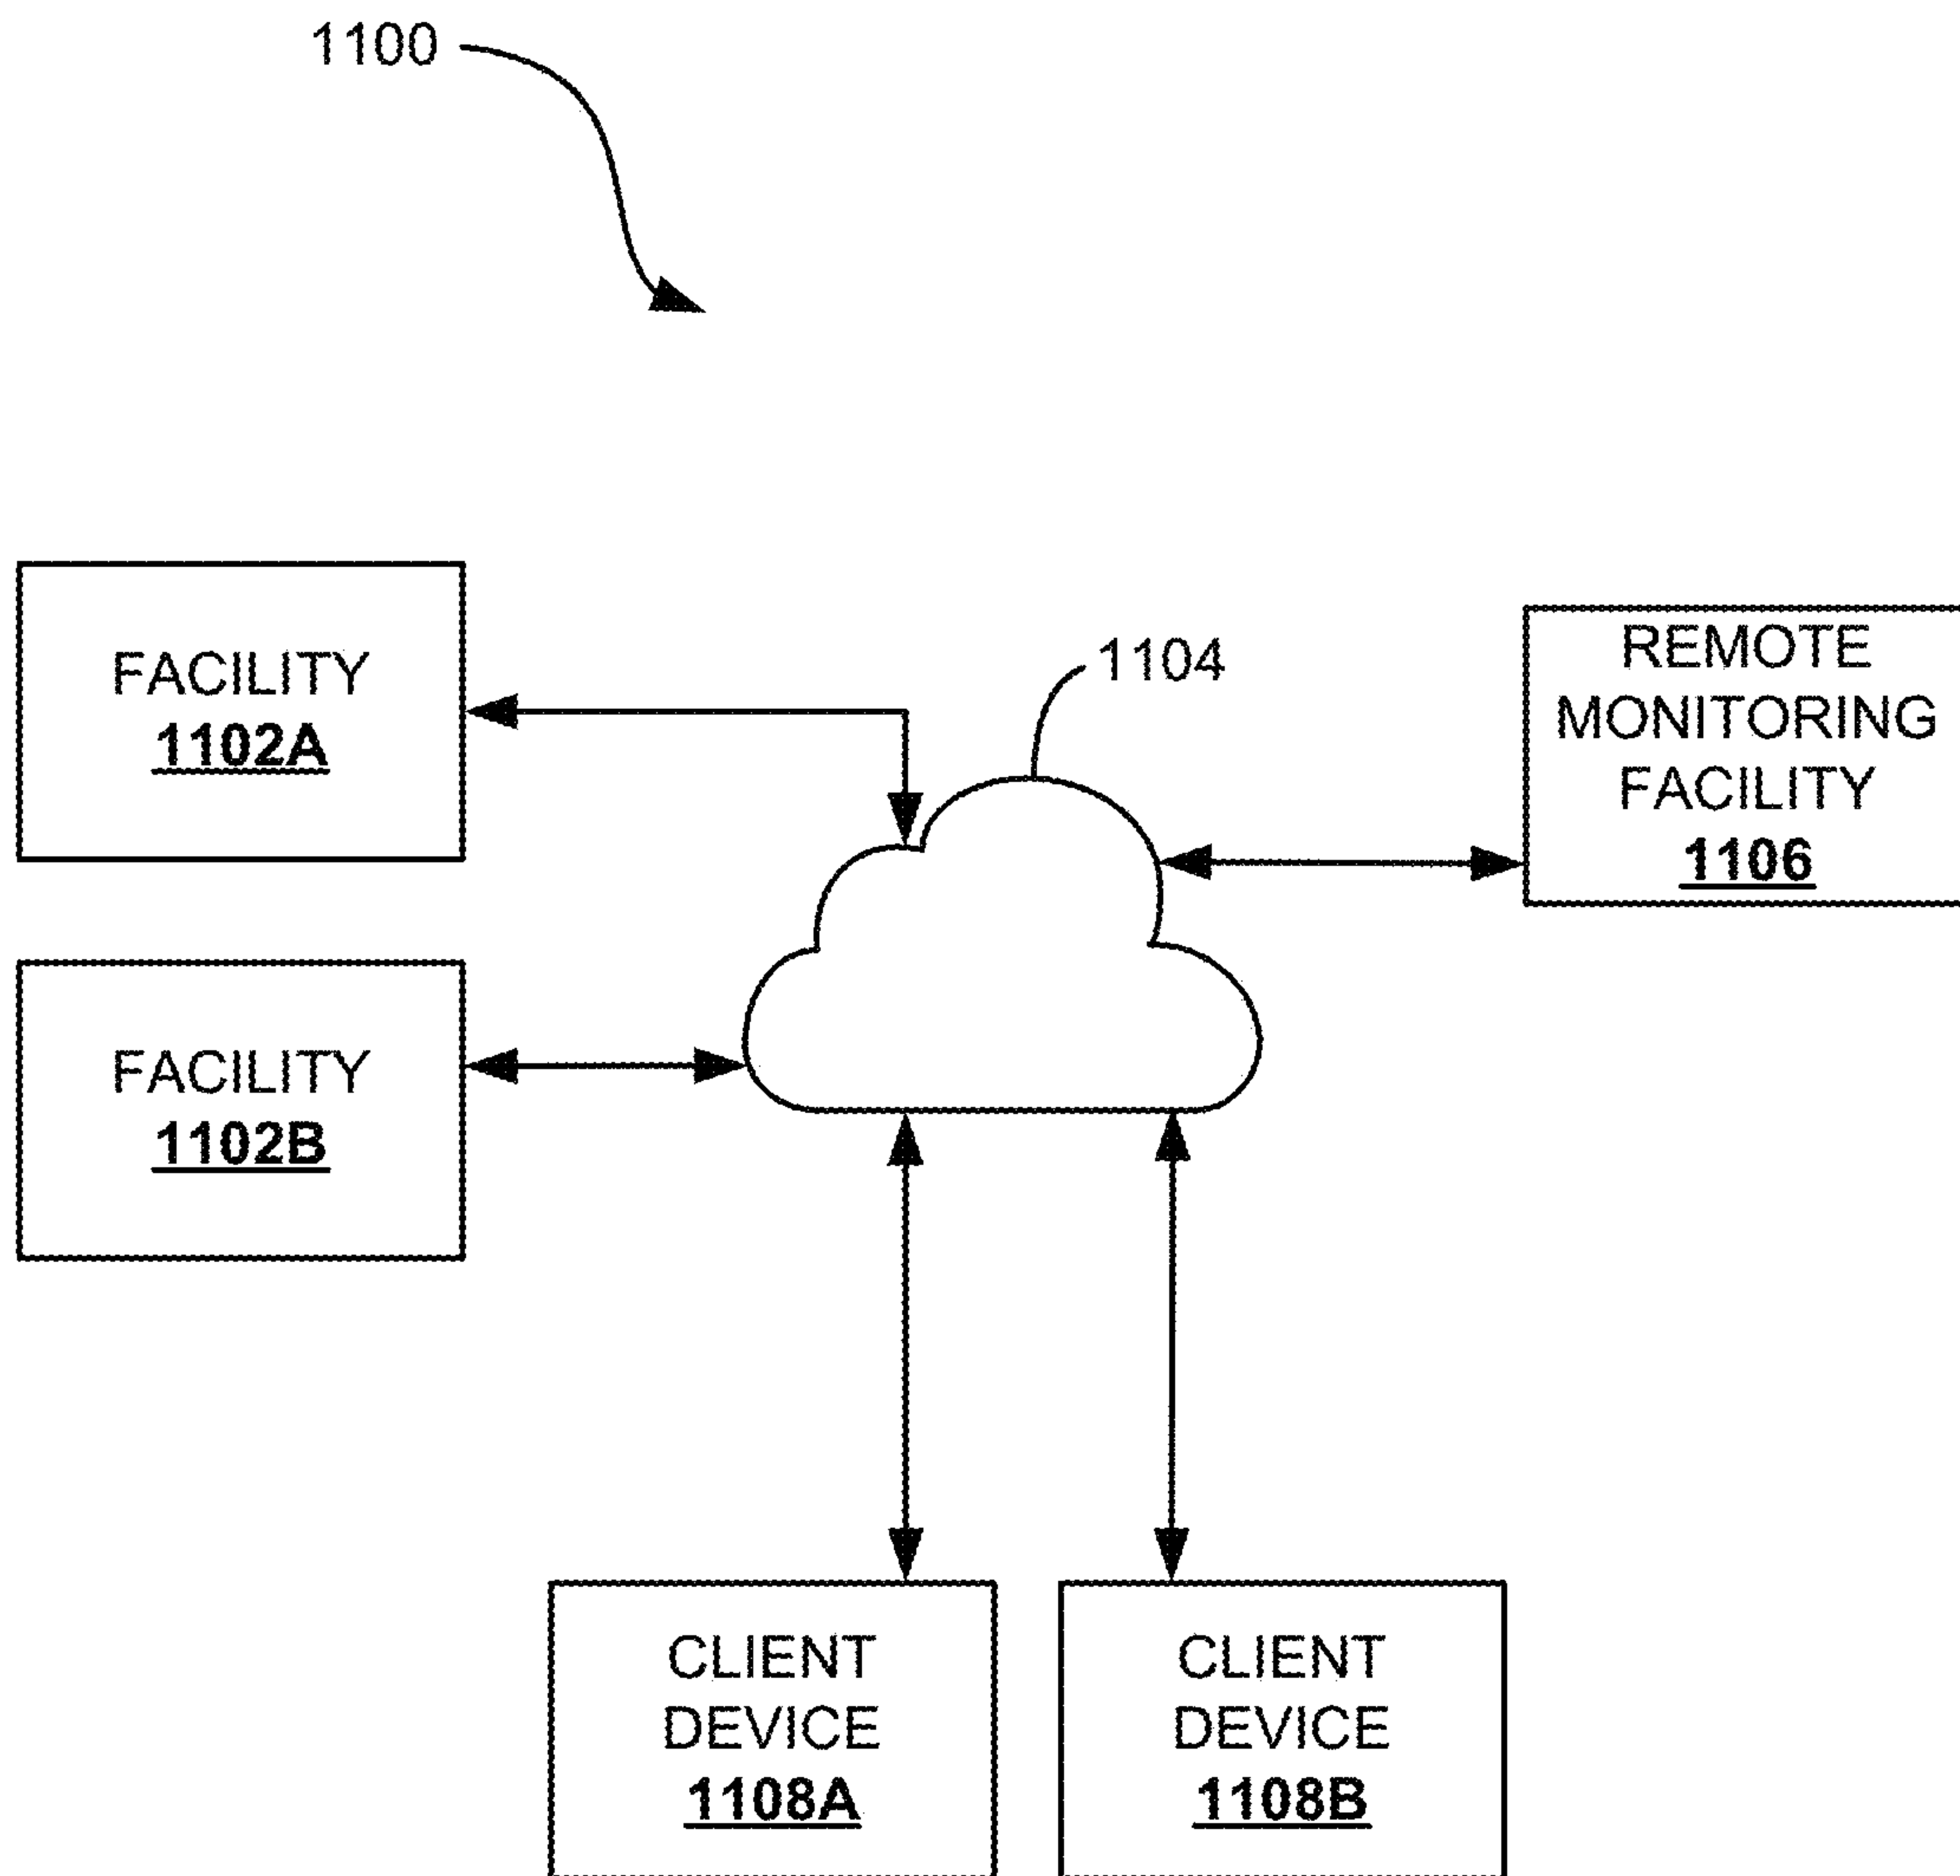 1100
FACILITY
1102A
1104
REMOTE
MONITORING
FACILITY
1106
FACILITY
1102B
CLIENT
DEVICE
1108A
CLIENT
DEVICE
1108B